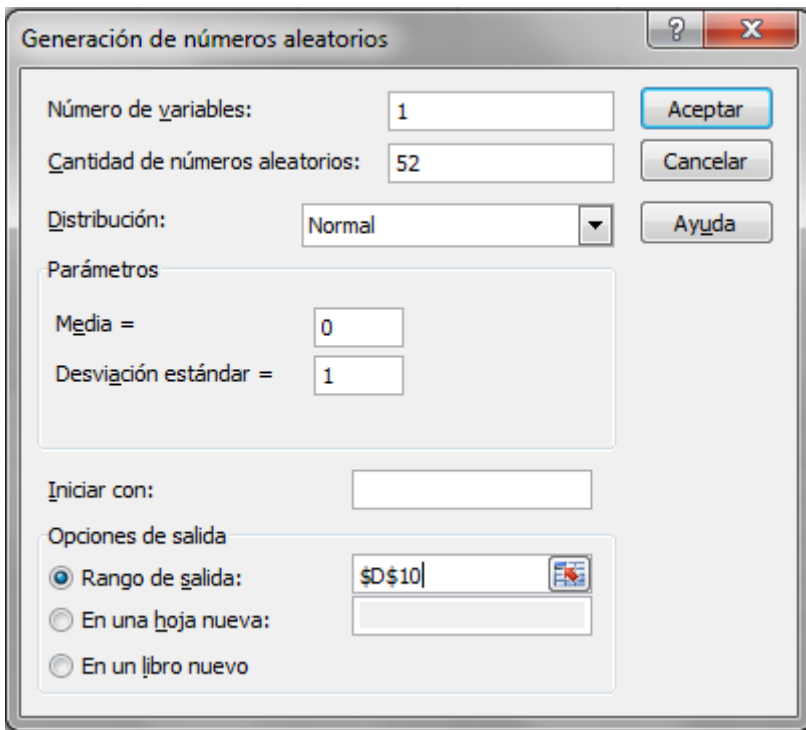 Generación de números aleatorios
?
X
Número de variables: 1 Aceptar
Cantidad de números aleatorios: 52 Cancelar
Distribución: Normal Ayuda
Parámetros
Media = 0
Desviación estándar = 1
Iniciar con:
Opciones de salida
Rango de salida: $D$10
En una hoja nueva:
En un libro nuevo